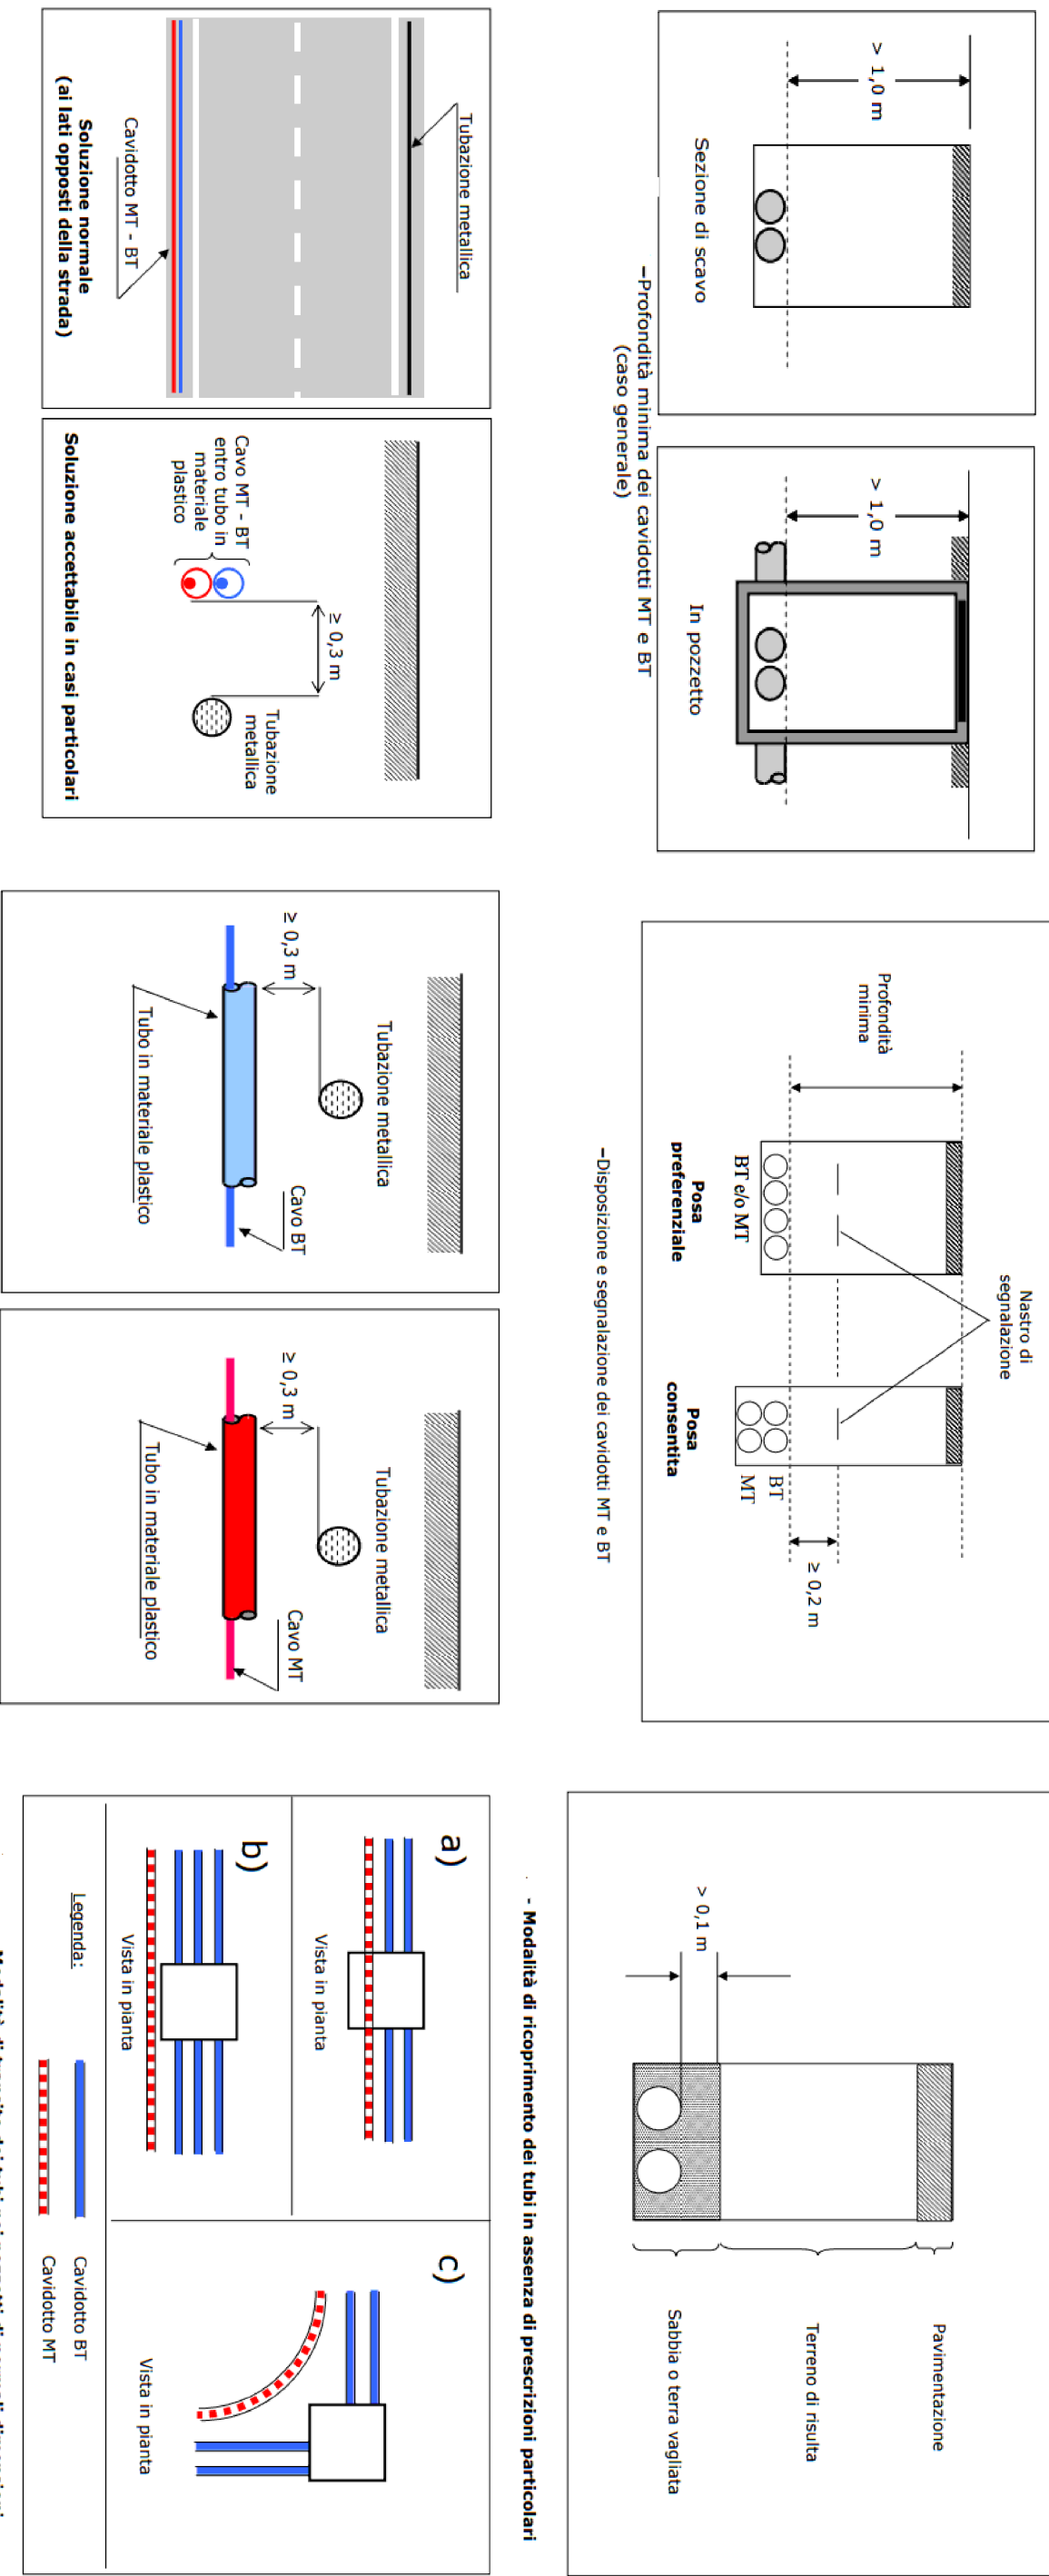 > 1,0 m
Sezione di scavo
> 1,0 m
In pozzetto
–Profondità minima dei cavidotti MT e BT
(caso generale)
Profondità
minima
Nastro di
segnalazione
BT e/o MT
Posa
preferenziale
BT
MT
Posa
consentita
≥ 0,2 m
–Disposizione e segnalazione dei cavidotti MT e BT
> 0,1 m
Pavimentazione
Terreno di risulta
Sabbia o terra vagliata
- Modalità di ricoprimento dei tubi in assenza di prescrizioni particolari
Tubazione metallica
Cavidotto MT - BT
Soluzione normale
(ai lati opposti della strada)
≥ 0,3 m
Cavo MT - BT
entro tubo in
materiale
plastico
Tubazione
metallica
Soluzione accettabile in casi particolari
≥ 0,3 m
Tubazione metallica
Cavo BT
Tubo in materiale plastico
≥ 0,3 m
Tubazione metallica
Cavo MT
Tubo in materiale plastico
a)
Vista in pianta
b)
Vista in pianta
c)
Vista in pianta
Legenda:
Cavidotto BT
Cavidotto MT